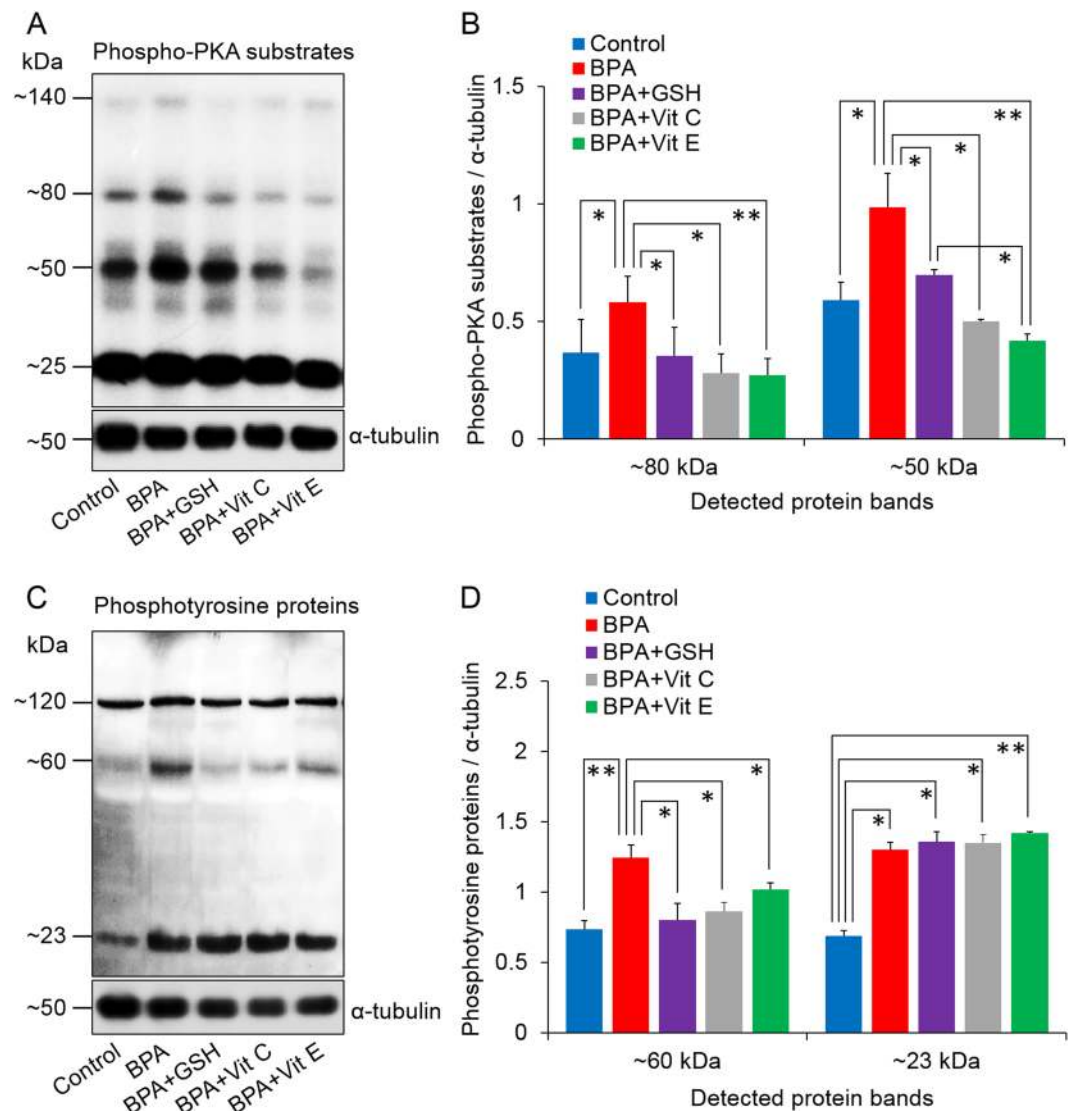 A
Phospho-PKA substrates
kDa
~140
~80
~50
~25
~50
α-tubulin
Control
BPA
BPA+GSH
BPA+Vit C
BPA+Vit E
B
Control
BPA
BPA+GSH
BPA+Vit C
BPA+Vit E
Phospho-PKA substrates / α-tubulin
1.5
1
0.5
0
*
*
*
**
*
*
*
**
*
~80 kDa
~50 kDa
Detected protein bands
C
Phosphotyrosine proteins
kDa
~120
~60
~23
~50
α-tubulin
Control
BPA
BPA+GSH
BPA+Vit C
BPA+Vit E
D
Control
BPA
BPA+GSH
BPA+Vit C
BPA+Vit E
Phosphotyrosine proteins / α-tubulin
2.5
2
1.5
1
0.5
0
**
*
*
*
*
*
*
**
~60 kDa
~23 kDa
Detected protein bands